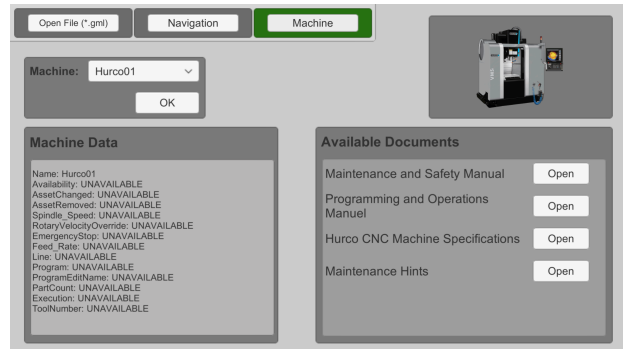 Open File (*.gml)
Navigation
Machine
Machine:
Hurco01
OK
Machine Data
Name: Hurco01
Availability: UNAVAILABLE
AssetChanged: UNAVAILABLE
AssetRemoved: UNAVAILABLE
Spindle_Speed: UNAVAILABLE
RotaryVelocityOverride: UNAVAILABLE
EmergencyStop: UNAVAILABLE
Feed_Rate: UNAVAILABLE
Line: UNAVAILABLE
Program: UNAVAILABLE
ProgramEditName: UNAVAILABLE
PartCount: UNAVAILABLE
Execution: UNAVAILABLE
ToolNumber: UNAVAILABLE
Available Documents
Maintenance and Safety Manual
Open
Programming and Operations
Manuel
Open
Hurco CNC Machine Specifications
Open
Maintenance Hints
Open